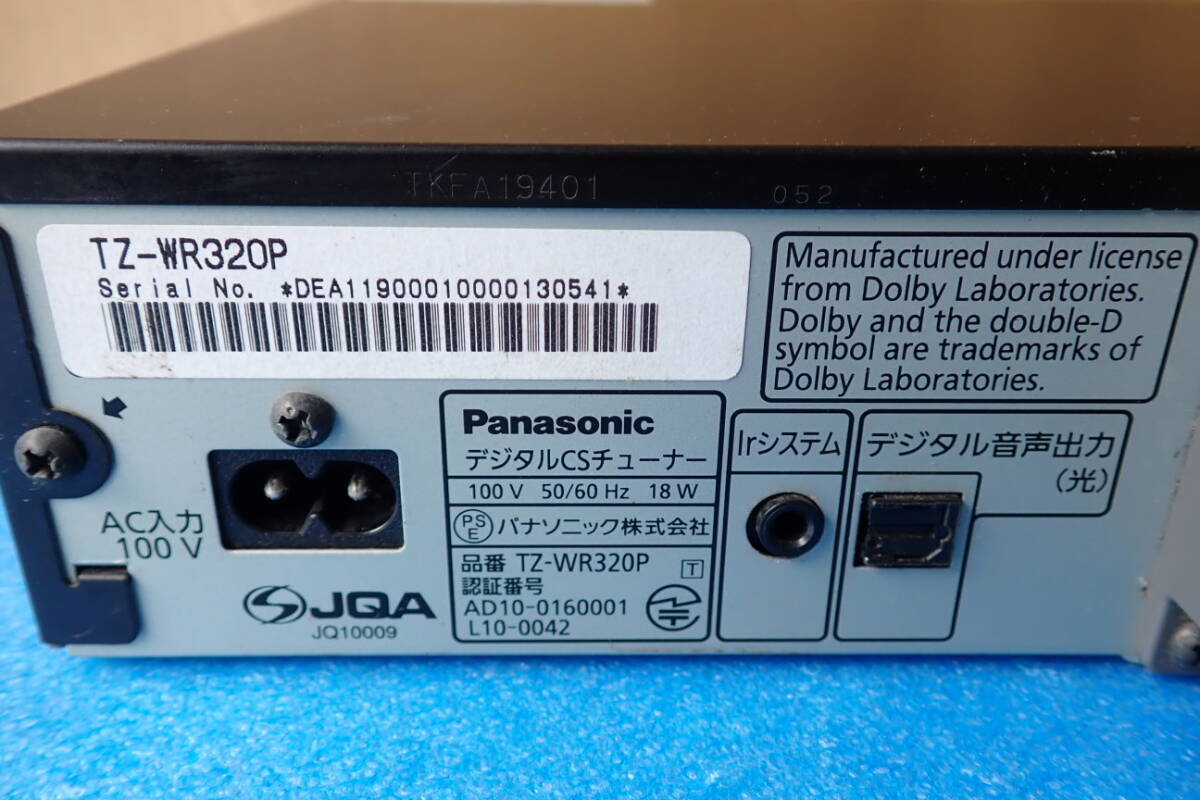 TKFA19401 052
TZ-WR320P
Serial No. *DEA11900010000130541*
Manufactured under license
from Dolby Laboratories.
Dolby and the double-D
symbol are trademarks of
Dolby Laboratories.
AC入力
100 V
JQA
JQ10009
Panasonic
デジタルCSチューナー
100 V 50/60 Hz 18 W
PS
E
パナソニック株式会社
品番 TZ-WR320P
T
認証番号
AD10-0160001
L10-0042
Irシステム
デジタル音声出力
(光)